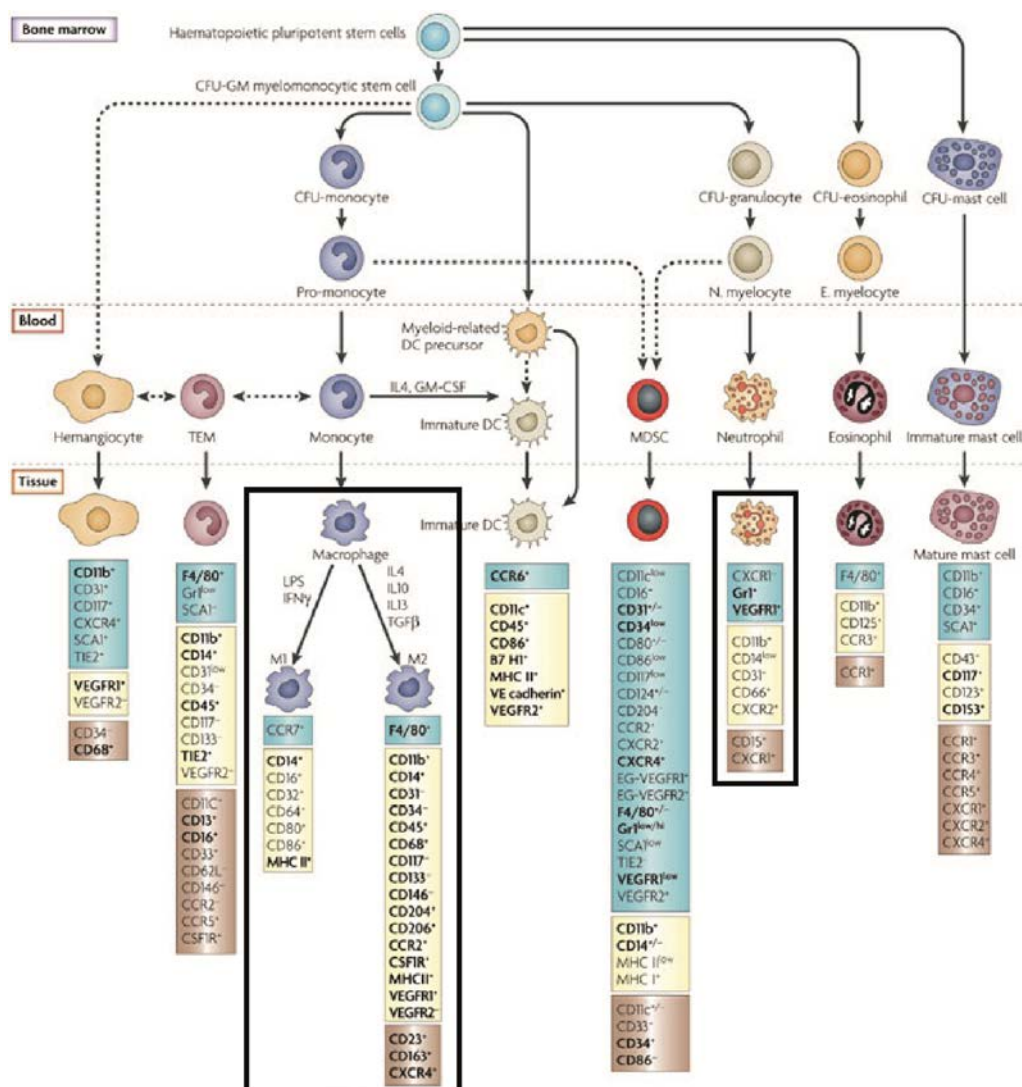 Bone marrow
Haematopoietic pluripotent stem cells
CFU-GM myelomonocytic stem cell
CFU-monocyte
CFU-granulocyte
CFU-eosinophil
CFU-mast cell
Pro-monocyte
N. myelocyte
E. myelocyte
Blood
Myeloid-related
DC precursor
IL4, GM-CSF
Hemangiocyte
TEM
Monocyte
Immature DC
MDSC
Neutrophil
Eosinophil
Immature mast cell
Tissue
Macrophage
Immature DC
Mature mast cell
LPS
IFNγ
IL4
IL10
IL13
TGFβ
M1
M2
CD11b⁺
CD31⁺
CD117⁺
CXCR4⁺
SCA1⁺
TIE2⁺
VEGFR1⁺
VEGFR2⁻
CD34⁻
CD68⁺
F4/80⁺
Gr1low
SCA1⁻
CD11b⁺
CD14⁺
CD31low
CD34⁻
CD45⁺
CD117⁻
CD133⁻
TIE2⁺
VEGFR2⁻
CD11C⁺
CD13⁺
CD16⁺
CD33⁺
CD62L⁻
CD146⁻
CCR2⁻
CCR5⁺
CSF1R⁺
CCR7⁺
CD14⁺
CD16⁺
CD32⁺
CD64⁺
CD80⁺
CD86⁺
MHC II⁺
F4/80⁺
CD11b⁺
CD14⁺
CD31⁻
CD34⁻
CD45⁺
CD68⁺
CD117⁻
CD133⁻
CD146⁻
CD204⁺
CD206⁺
CCR2⁺
CSF1R⁺
MHCII⁺
VEGFR1⁺
VEGFR2⁻
CD23⁺
CD163⁺
CXCR4⁺
CCR6⁺
CD11c⁺
CD45⁺
CD86⁺
B7 H1⁺
MHC II⁺
VE cadherin⁺
VEGFR2⁺
CD11clow
CD16⁺
CD31⁺/⁻
CD34low
CD80⁺/⁻
CD86low
CD117low
CD124⁺/⁻
CD204⁻
CCR2⁺
CXCR2⁺
CXCR4⁺
EG-VEGFR1⁺
EG-VEGFR2⁻
F4/80⁺/⁻
Gr1low/hi
SCA1low
TIE2⁻
VEGFR1low
VEGFR2⁺
CD11b⁺
CD14⁺/⁻
MHC IIlow
MHC I⁺
CD11c⁺/⁻
CD33⁺
CD34⁺
CD86⁻
CXCR1⁻
Gr1⁺
VEGFR1⁺
CD11b⁺
CD14low
CD31⁻
CD66⁺
CXCR2⁺
CD15⁺
CXCR1⁺
F4/80⁺
CD11b⁺
CD125⁺
CCR3⁺
CCR1⁺
CD11b⁺
CD16⁺
CD34⁺
SCA1⁺
CD43⁺
CD117⁺
CD123⁺
CD153⁺
CCR1⁺
CCR3⁺
CCR4⁺
CCR5⁺
CXCR1⁺
CXCR2⁺
CXCR4⁺